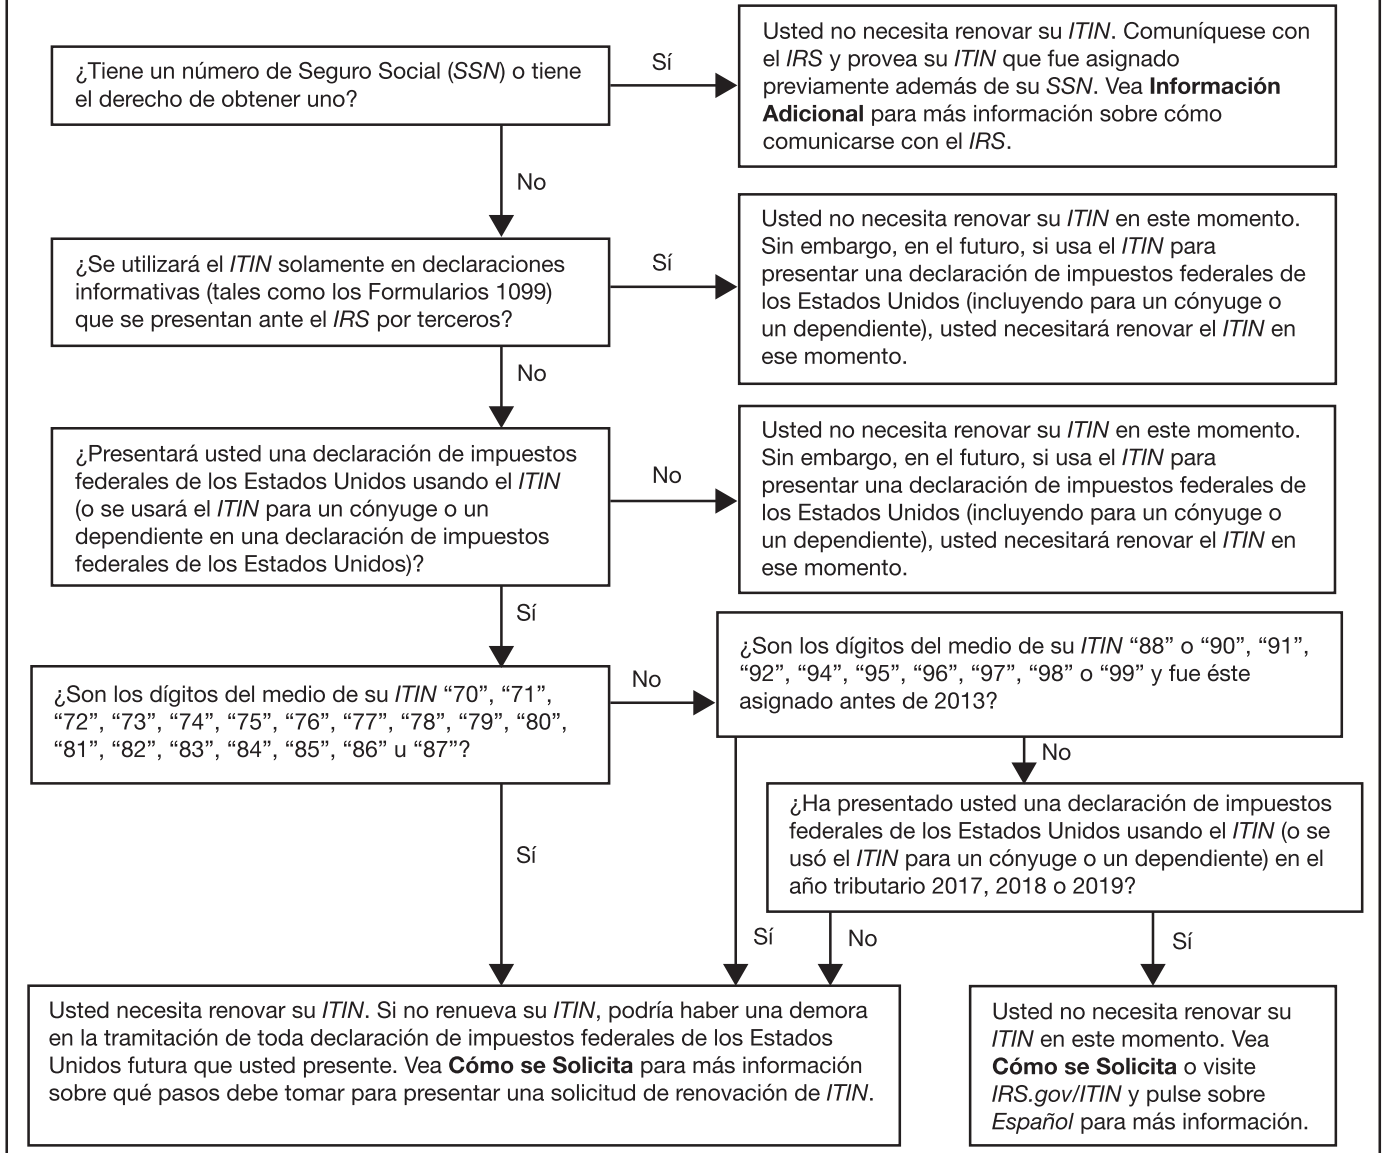 ¿Tiene un número de Seguro Social (SSN) o tiene
el derecho de obtener uno?
Sí
Usted no necesita renovar su ITIN. Comuníquese con
el IRS y provea su ITIN que fue asignado
previamente además de su SSN. Vea Información
Adicional para más información sobre cómo
comunicarse con el IRS.
No
¿Se utilizará el ITIN solamente en declaraciones
informativas (tales como los Formularios 1099)
que se presentan ante el IRS por terceros?
Sí
Usted no necesita renovar su ITIN en este momento.
Sin embargo, en el futuro, si usa el ITIN para
presentar una declaración de impuestos federales de
los Estados Unidos (incluyendo para un cónyuge o
un dependiente), usted necesitará renovar el ITIN en
ese momento.
No
¿Presentará usted una declaración de impuestos
federales de los Estados Unidos usando el ITIN
(o se usará el ITIN para un cónyuge o un
dependiente en una declaración de impuestos
federales de los Estados Unidos)?
No
Usted no necesita renovar su ITIN en este momento.
Sin embargo, en el futuro, si usa el ITIN para
presentar una declaración de impuestos federales de
los Estados Unidos (incluyendo para un cónyuge o
un dependiente), usted necesitará renovar el ITIN en
ese momento.
Sí
¿Son los dígitos del medio de su ITIN “70”, “71”,
“72”, “73”, “74”, “75”, “76”, “77”, “78”, “79”, “80”,
“81”, “82”, “83”, “84”, “85”, “86” u “87”?
No
¿Son los dígitos del medio de su ITIN “88” o “90”, “91”,
“92”, “94”, “95”, “96”, “97”, “98” o “99” y fue éste
asignado antes de 2013?
No
¿Ha presentado usted una declaración de impuestos
federales de los Estados Unidos usando el ITIN (o se
usó el ITIN para un cónyuge o un dependiente) en el
año tributario 2017, 2018 o 2019?
Sí
Sí
No
Sí
Usted necesita renovar su ITIN. Si no renueva su ITIN, podría haber una demora
en la tramitación de toda declaración de impuestos federales de los Estados
Unidos futura que usted presente. Vea Cómo se Solicita para más información
sobre qué pasos debe tomar para presentar una solicitud de renovación de ITIN.
Usted no necesita renovar su
ITIN en este momento. Vea
Cómo se Solicita o visite
IRS.gov/ITIN y pulse sobre
Español para más información.